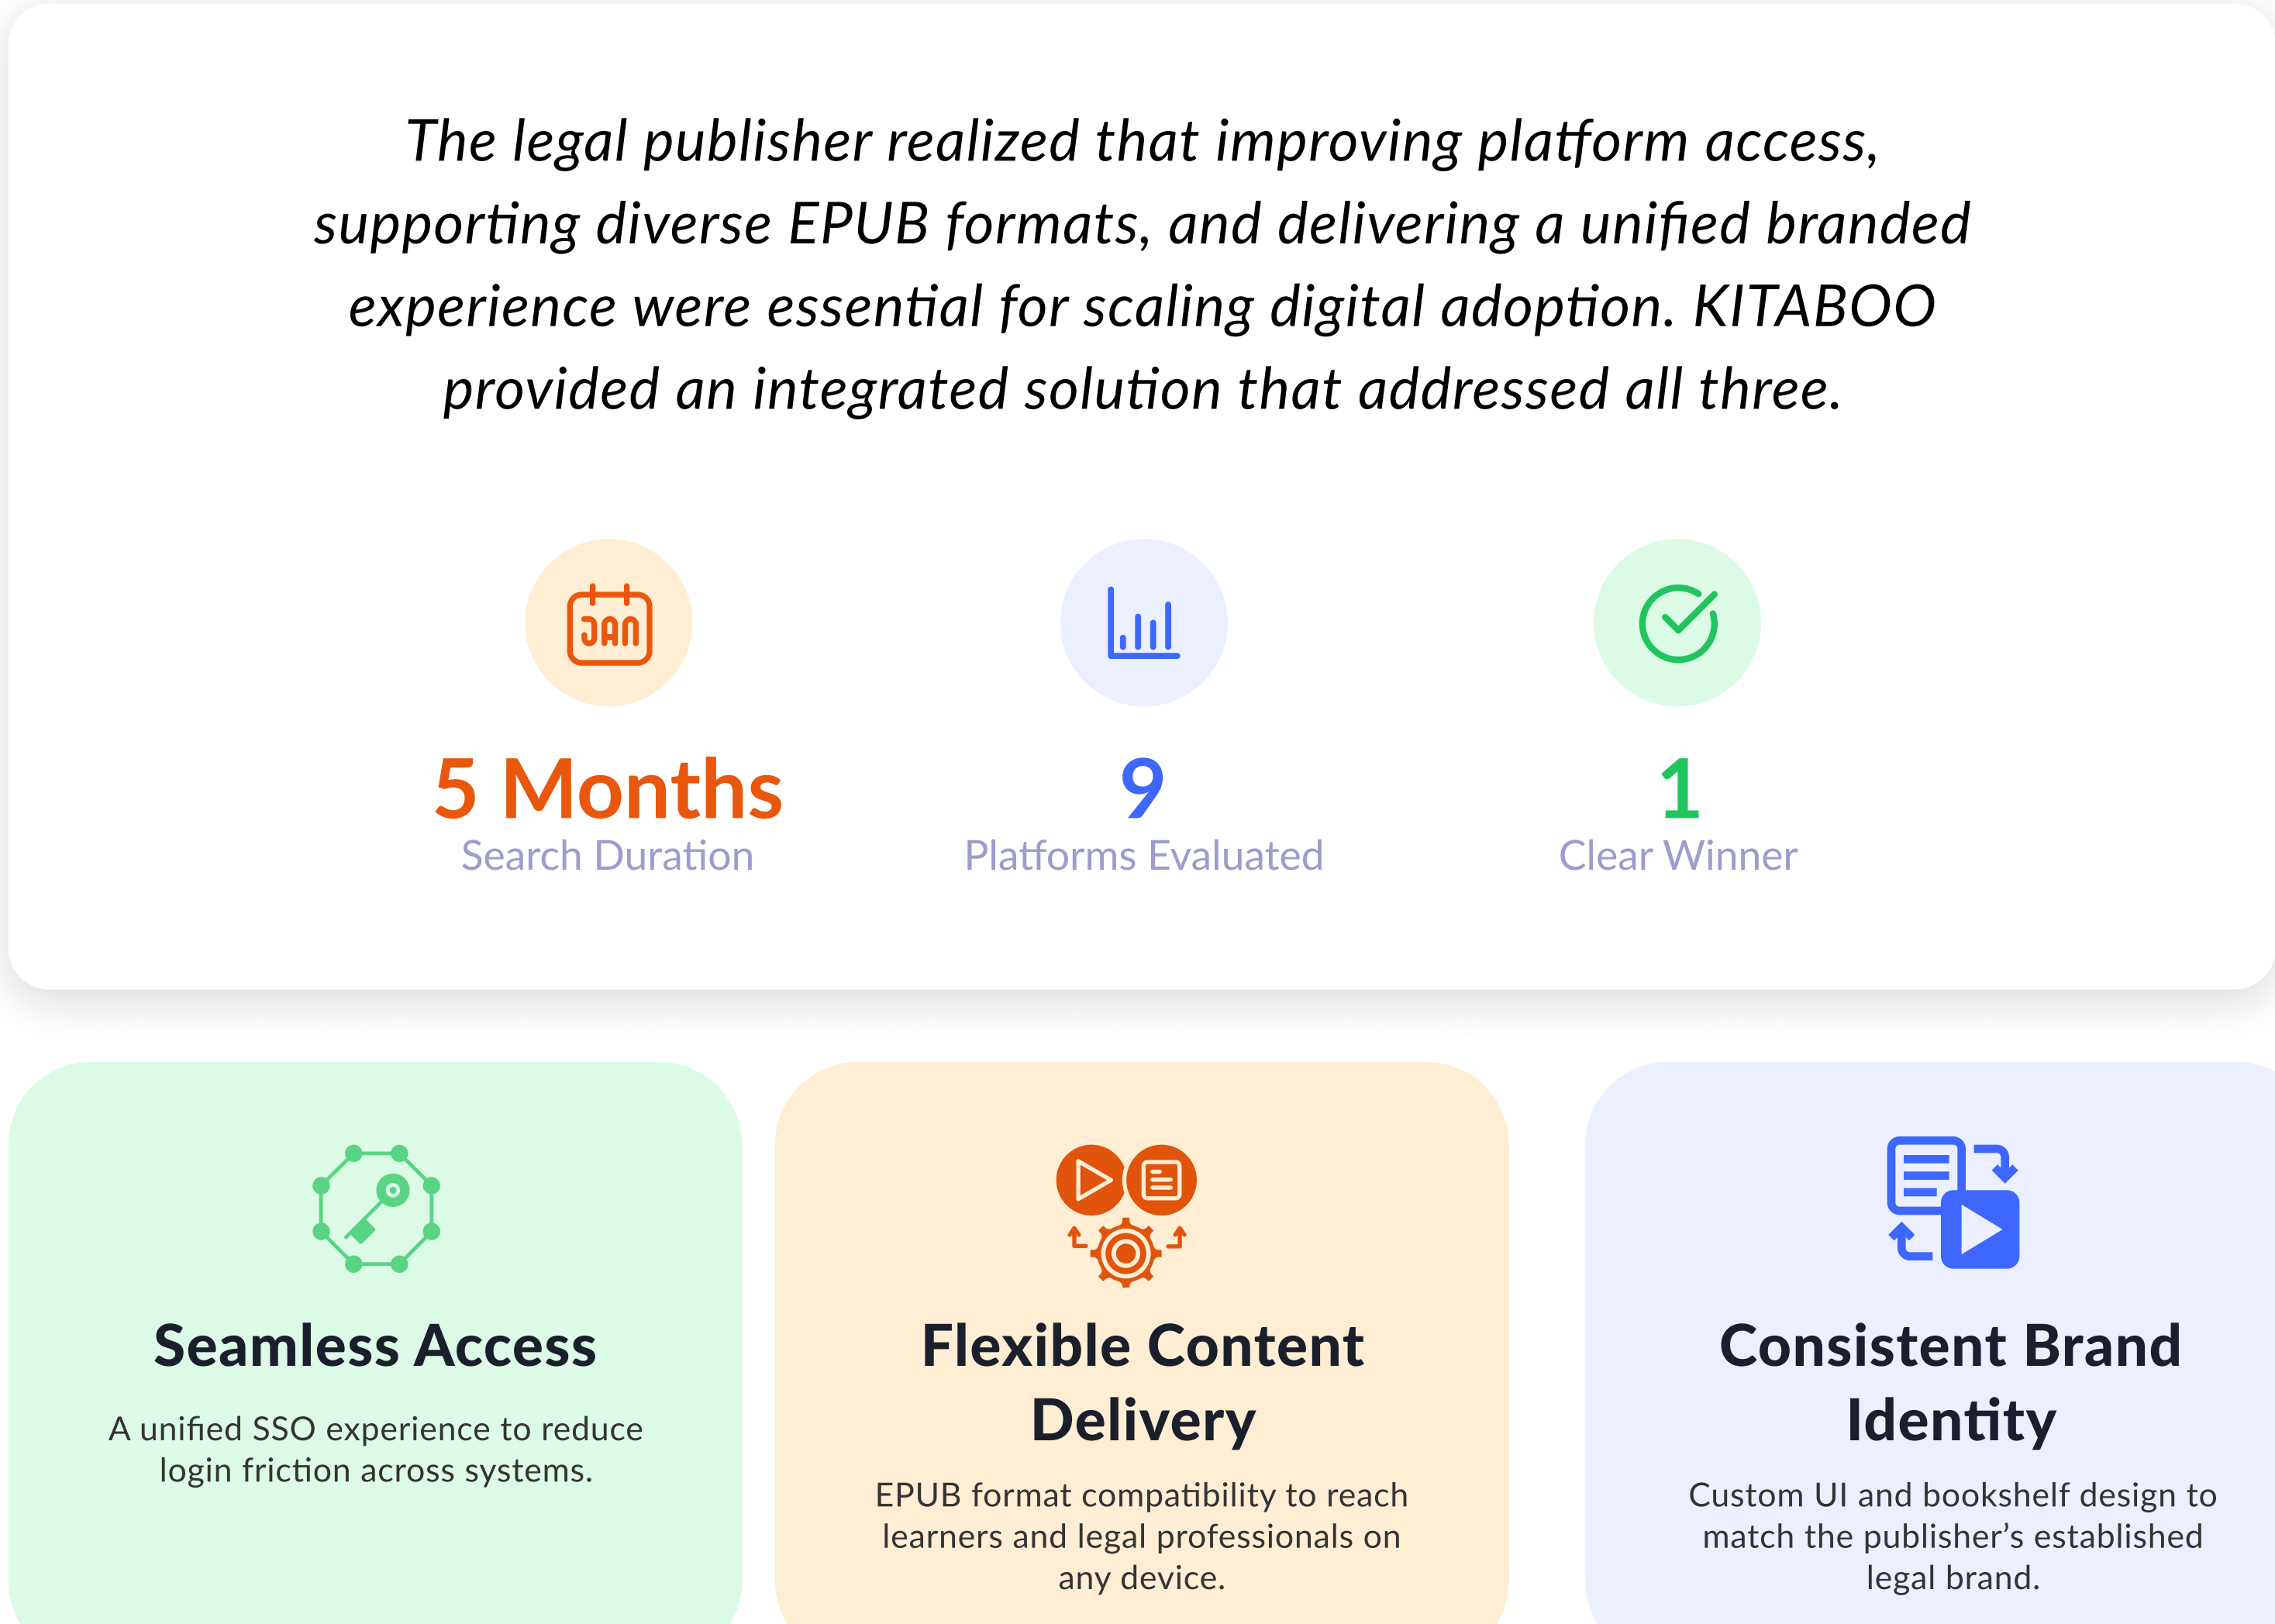 The legal publisher realized that improving platform access,
supporting diverse EPUB formats, and delivering a unified branded
experience were essential for scaling digital adoption. KITABOO
provided an integrated solution that addressed all three.
JAN
5 Months
Search Duration
9
Platforms Evaluated
1
Clear Winner
Seamless Access
A unified SSO experience to reduce
login friction across systems.
Flexible Content
Delivery
EPUB format compatibility to reach
learners and legal professionals on
any device.
Consistent Brand
Identity
Custom UI and bookshelf design to
match the publisher’s established
legal brand.